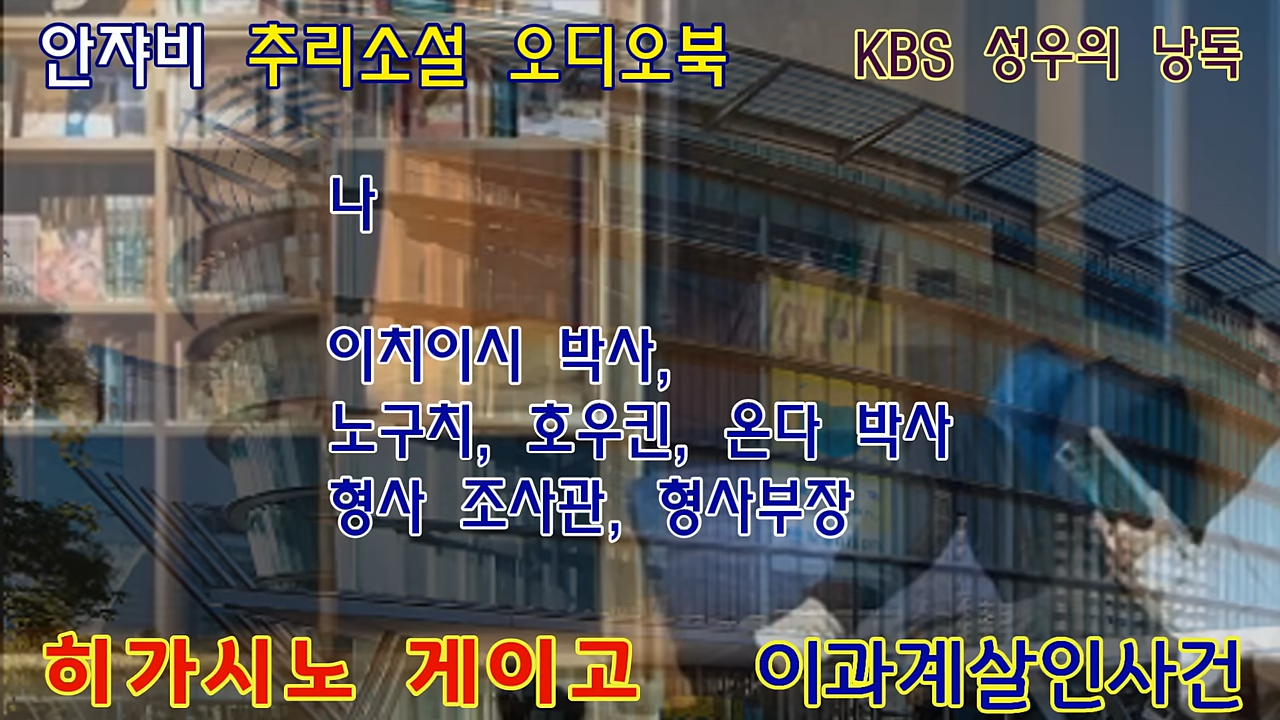 안쟈비 추리소설 오디오북 KBS 성우의 낭독
나
이치이시 박사,
노구치, 호우킨, 온다 박사
형사 조사관, 형사부장
히가시노 게이고 이과계살인사건